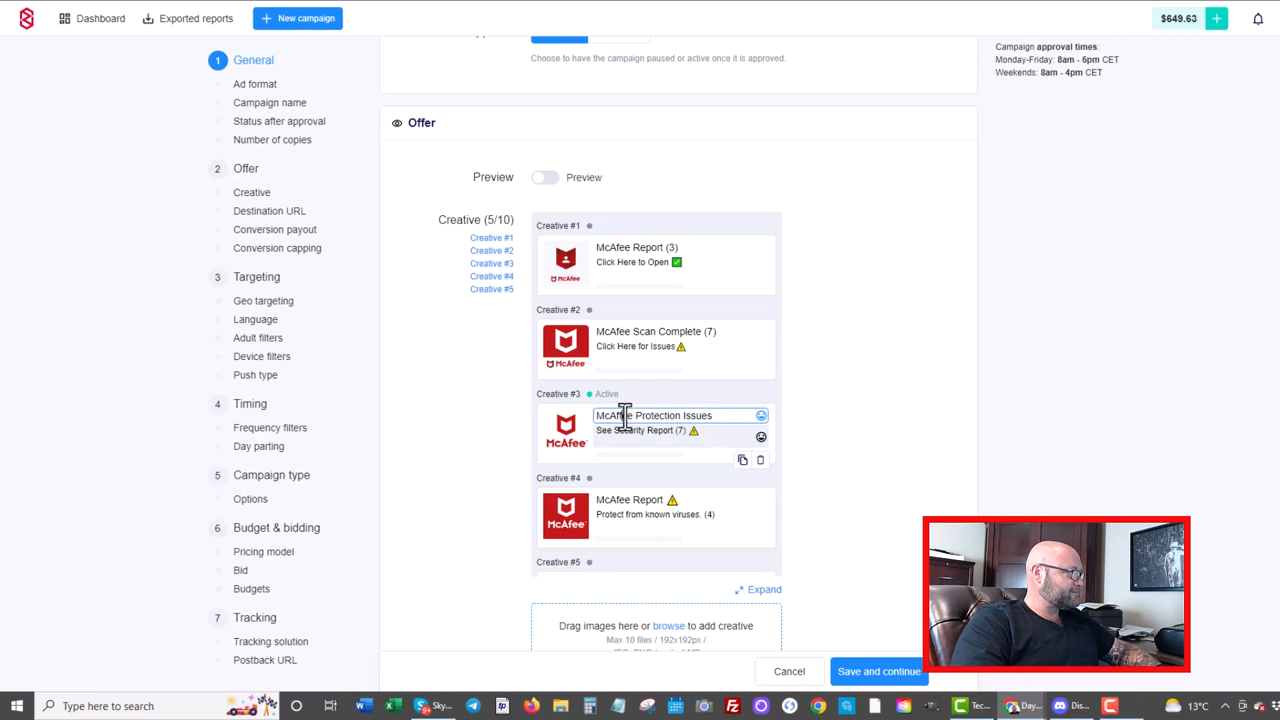 Dashboard
Exported reports
New campaign
$649.63
1 General
Ad format
Campaign name
Status after approval
Number of copies
2 Offer
Creative
Destination URL
Conversion payout
Conversion capping
3 Targeting
Geo targeting
Language
Adult filters
Device filters
Push type
4 Timing
Frequency filters
Day parting
5 Campaign type
Options
6 Budget & bidding
Pricing model
Bid
Budgets
7 Tracking
Tracking solution
Postback URL
Choose to have the campaign paused or active once it is approved.
Offer
Preview
Preview
Creative (5/10)
Creative #1
Creative #2
Creative #3
Creative #4
Creative #5
Creative #1
McAfee
McAfee Report (3)
Click Here to Open
Creative #2
McAfee
McAfee Scan Complete (7)
Click Here for Issues
Creative #3 Active
McAfee
McAfee Protection Issues
See Security Report (7)
Creative #4
McAfee
McAfee Report
Protect from known viruses. (4)
Creative #5
Expand
Drag images here or browse to add creative
Max 10 files / 192x192px /
Cancel
Save and continue
Campaign approval times:
Monday-Friday: 8am - 6pm CET
Weekends: 8am - 4pm CET
Type here to search
Sky...
Tec...
Day...
Dis...
13°C